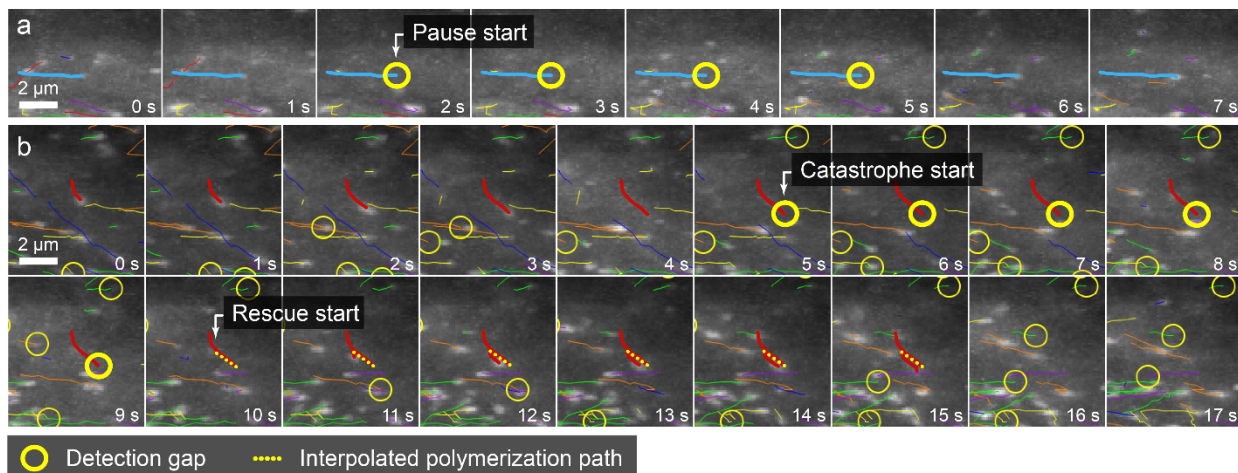 a
Pause start
2 μm
0 s 1 s 2 s 3 s 4 s 5 s 6 s 7 s
b
Catastrophe start
2 μm
0 s 1 s 2 s 3 s 4 s 5 s 6 s 7 s 8 s
Rescue start
9 s 10 s 11 s 12 s 13 s 14 s 15 s 16 s 17 s
Detection gap Interpolated polymerization path